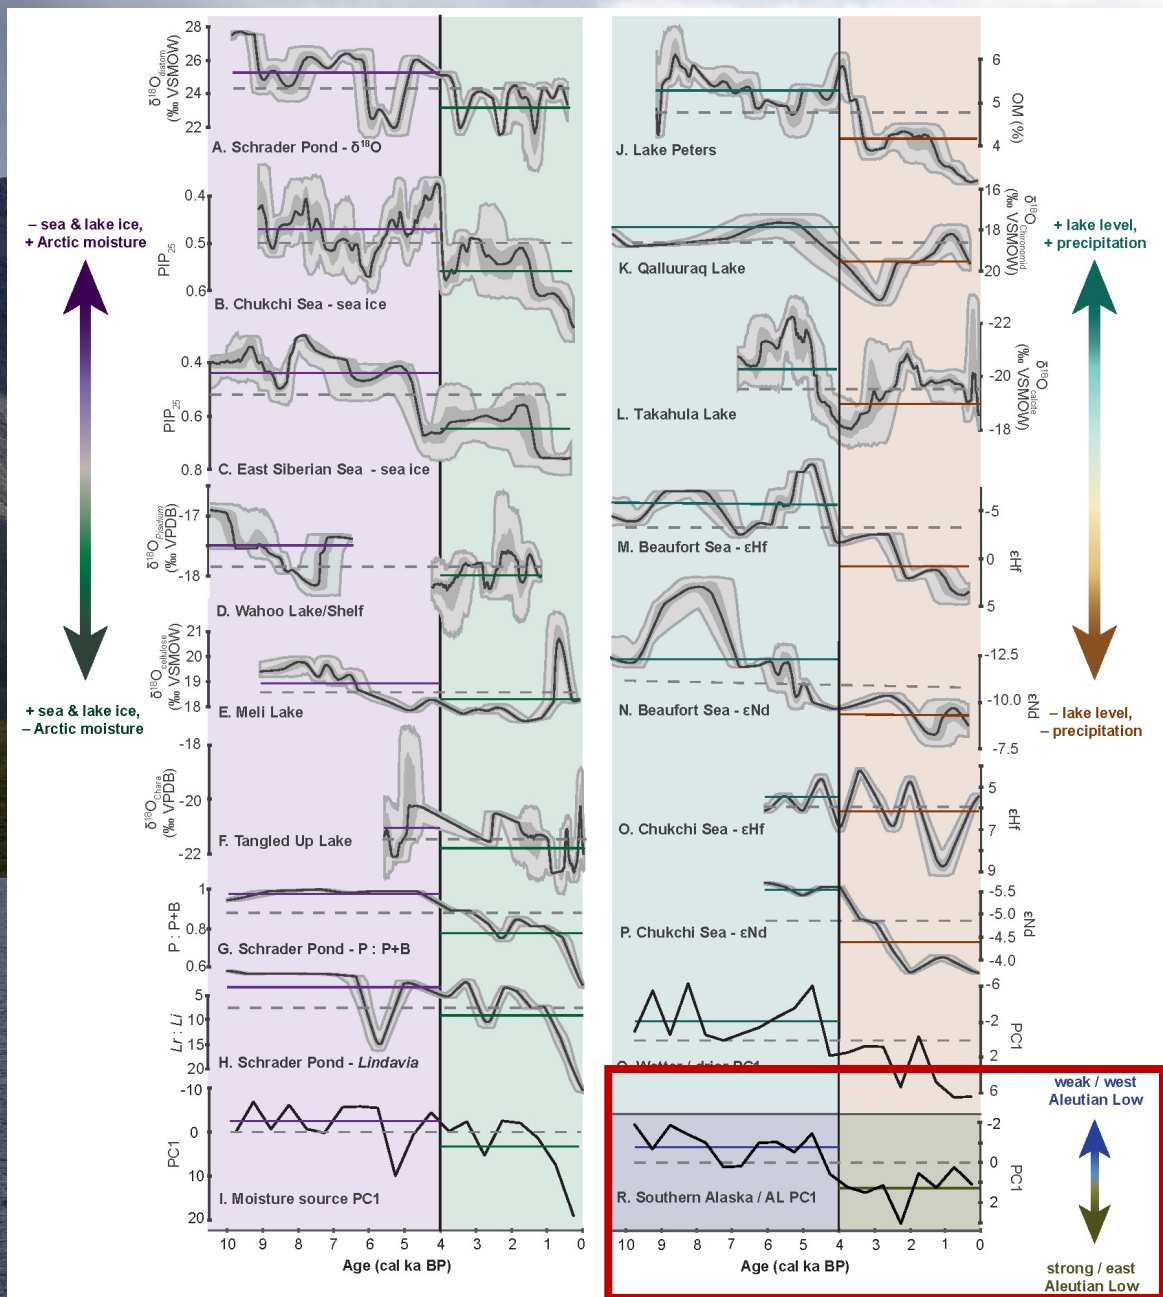 28
26
24
22
δ18Odiatom
(‰ VSMOW)
A. Schrader Pond - δ18O
0.4
0.5
0.6
PIP25
B. Chukchi Sea - sea ice
0.4
0.6
0.8
PIP25
C. East Siberian Sea - sea ice
-17
-18
δ18OPisidium
(‰ VPDB)
D. Wahoo Lake/Shelf
21
20
19
18
δ18Ocellulose
(‰ VSMOW)
E. Meli Lake
-18
-20
-22
δ18OChara
(‰ VPDB)
F. Tangled Up Lake
1
0.8
0.6
P : P+B
G. Schrader Pond - P : P+B
5
10
15
20
Lr : Li
H. Schrader Pond - Lindavia
-10
0
10
20
PC1
I. Moisture source PC1
10 9 8 7 6 5 4 3 2 1 0
Age (cal ka BP)
– sea & lake ice,
+ Arctic moisture
+ sea & lake ice,
– Arctic moisture
6
5
4
OM (%)
J. Lake Peters
16
18
20
δ18OChironomid
(‰ VSMOW)
K. Qalluuraq Lake
-22
-20
-18
δ18Ocalcite
(‰ VSMOW)
L. Takahula Lake
-5
0
5
εHf
M. Beaufort Sea - εHf
-12.5
-10.0
-7.5
εNd
N. Beaufort Sea - εNd
5
7
9
εHf
O. Chukchi Sea - εHf
-5.5
-5.0
-4.5
-4.0
εNd
P. Chukchi Sea - εNd
-6
-2
2
6
PC1
Q. Wetter / drier PC1
-2
0
2
PC1
R. Southern Alaska / AL PC1
10 9 8 7 6 5 4 3 2 1 0
Age (cal ka BP)
+ lake level,
+ precipitation
– lake level,
– precipitation
weak / west
Aleutian Low
strong / east
Aleutian Low